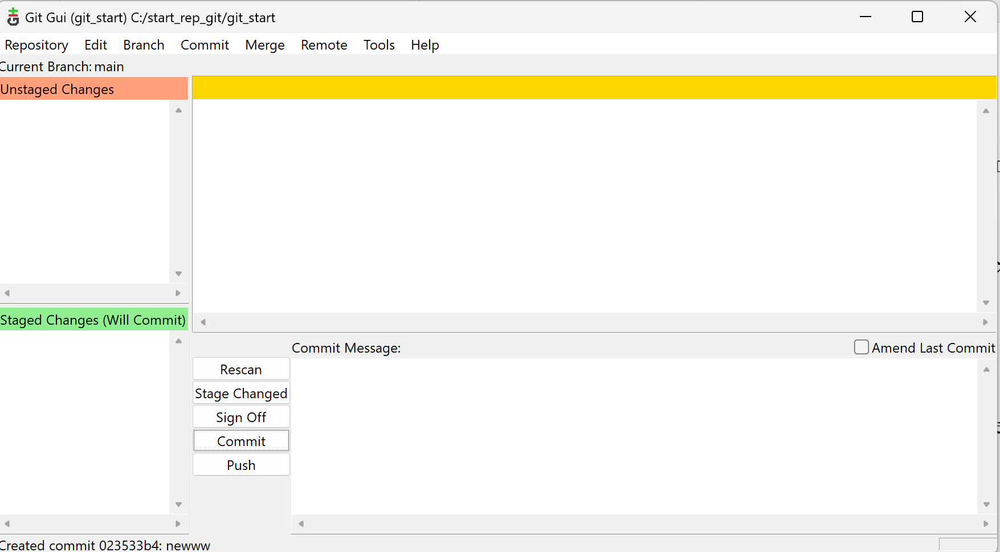 Git Gui (git_start) C:/start_rep_git/git_start
Repository Edit Branch Commit Merge Remote Tools Help
Current Branch: main
Unstaged Changes
Staged Changes (Will Commit)
Commit Message:
Amend Last Commit
Rescan
Stage Changed
Sign Off
Commit
Push
Created commit 023533b4: newww